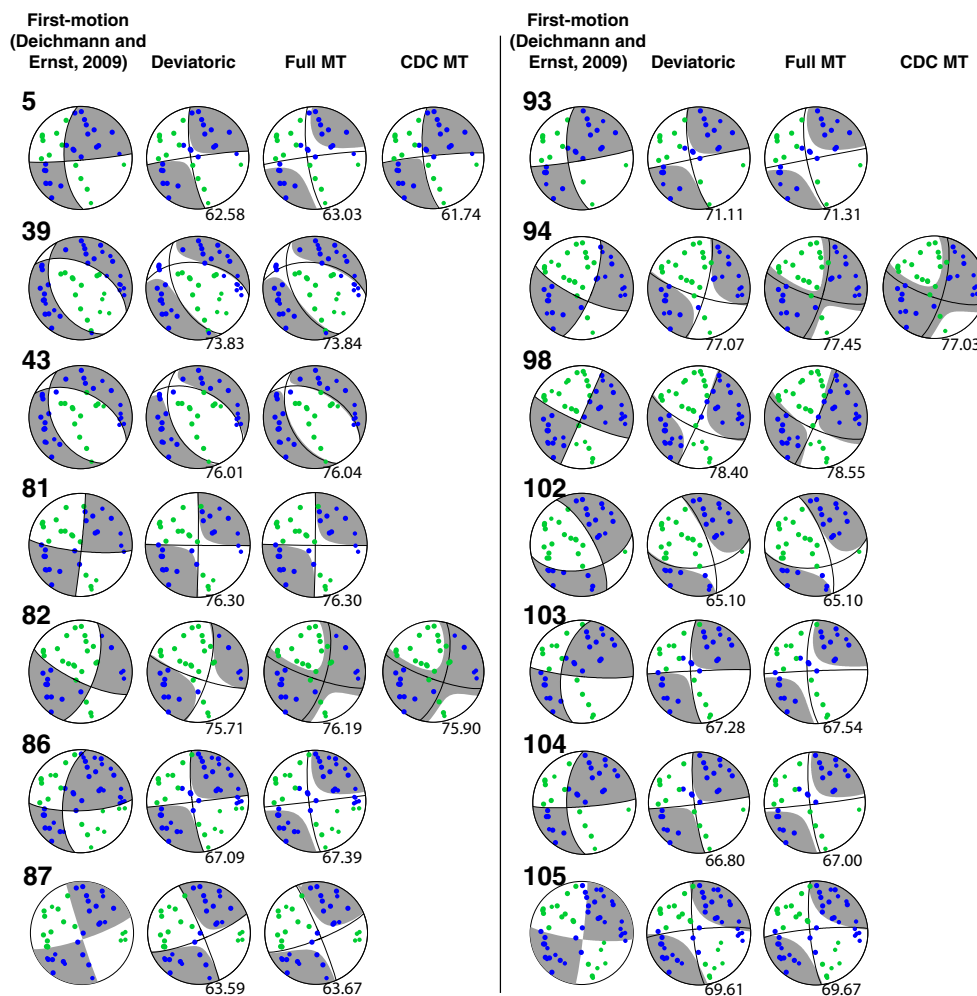 First-motion
(Deichmann and
Ernst, 2009) Deviatoric Full MT CDC MT
5
62.58 63.03 61.74
39
73.83 73.84
43
76.01 76.04
81
76.30 76.30
82
75.71 76.19 75.90
86
67.09 67.39
87
63.59 63.67
First-motion
(Deichmann and
Ernst, 2009) Deviatoric Full MT CDC MT
93
71.11 71.31
94
77.07 77.45 77.03
98
78.40 78.55
102
65.10 65.10
103
67.28 67.54
104
66.80 67.00
105
69.61 69.67